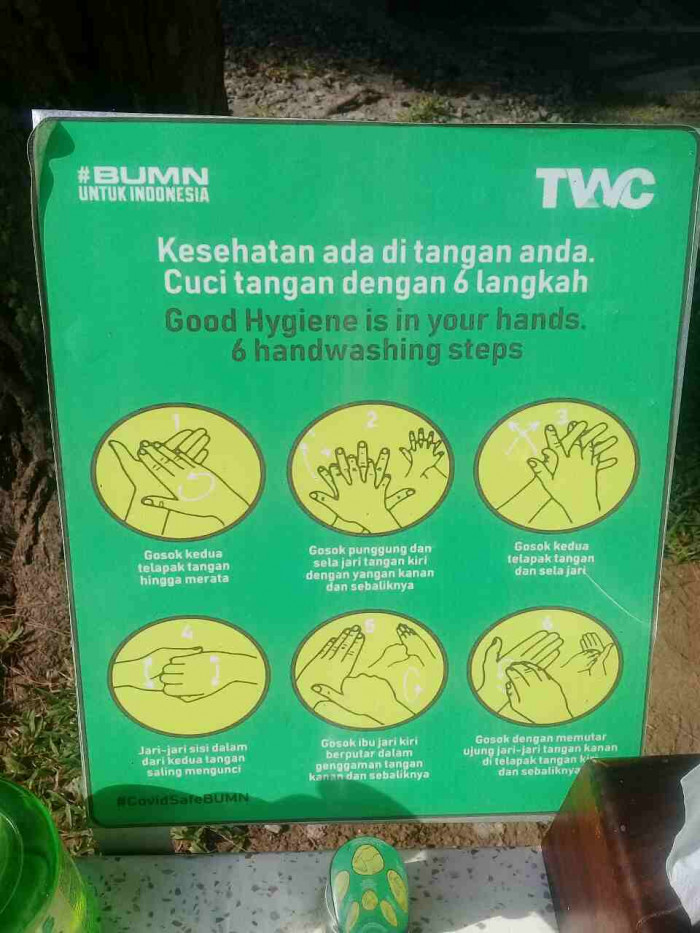 #BUMN
UNTUK INDONESIA
TWC
Kesehatan ada di tangan anda.
Cuci tangan dengan 6 langkah
Good Hygiene is in your hands.
6 handwashing steps
1
Gosok kedua
telapak tangan
hingga merata
2
Gosok punggung dan
sela jari tangan kiri
dengan yangan kanan
dan sebaliknya
3
Gosok kedua
telapak tangan
dan sela jari
4
Jari-jari sisi dalam
dari kedua tangan
saling mengunci
5
Gosok ibu jari kiri
berputar dalam
genggaman tangan
kanan dan sebaliknya
6
Gosok dengan memutar
ujung jari-jari tangan kanan
di telapak tangan kiri
dan sebaliknya
#CovidSafeBUMN